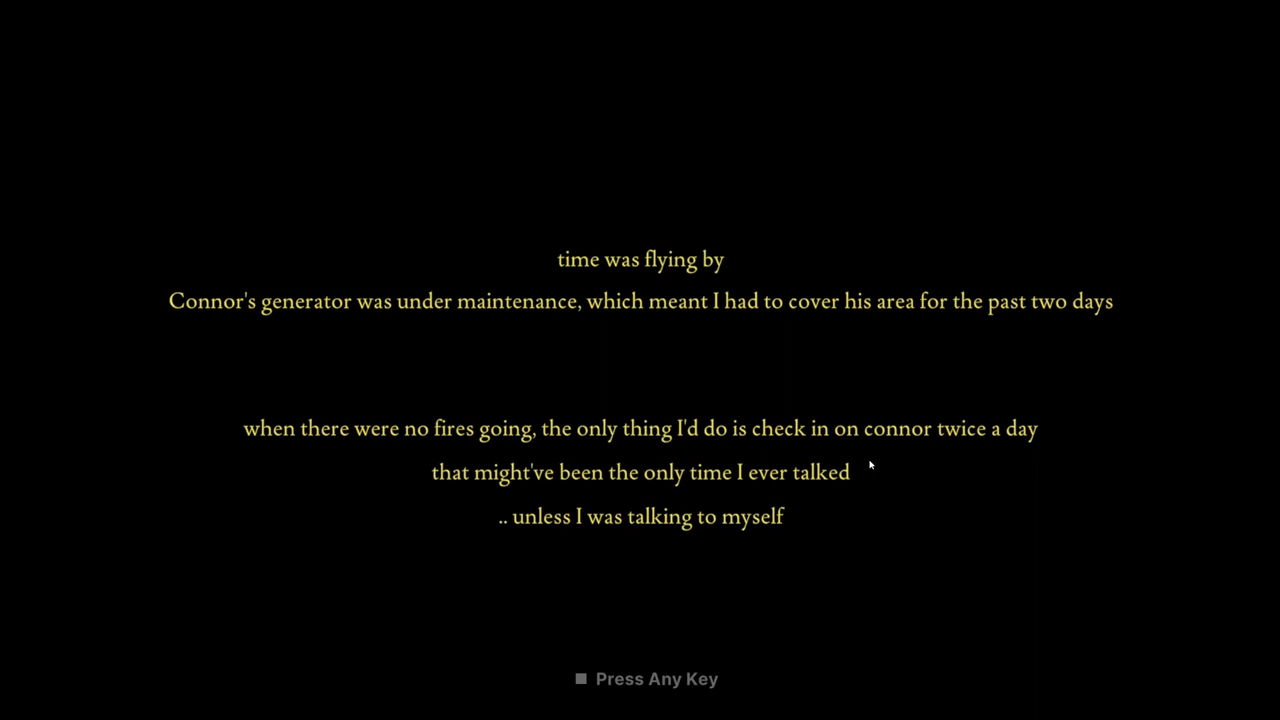 time was flying by
Connor's generator was under maintenance, which meant I had to cover his area for the past two days
when there were no fires going, the only thing I'd do is check in on connor twice a day
that might've been the only time I ever talked
.. unless I was talking to myself
Press Any Key